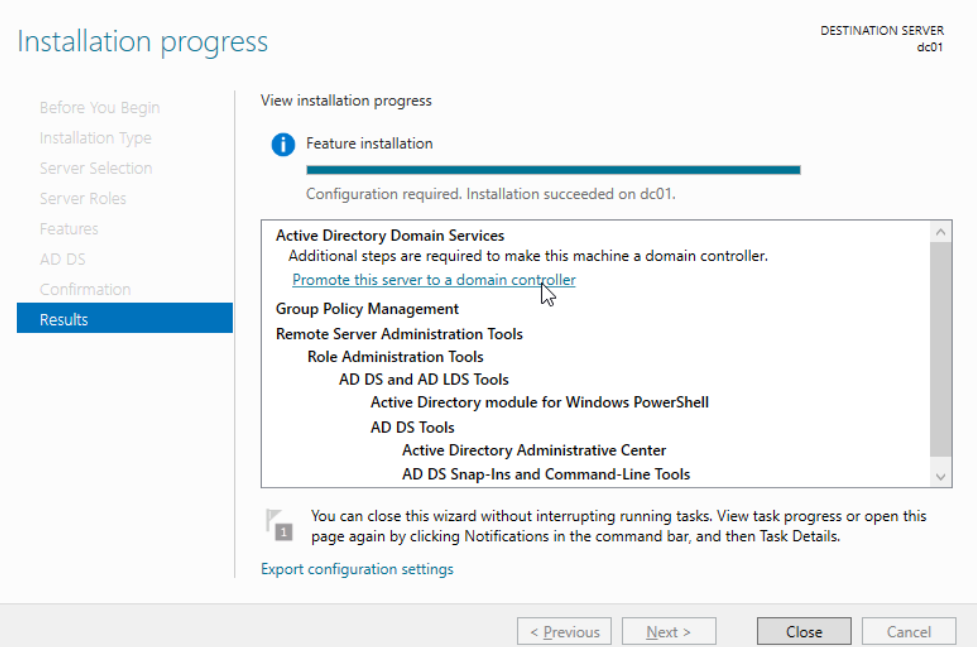 Installation progress
DESTINATION SERVER
dc01
Before You Begin
Installation Type
Server Selection
Server Roles
Features
AD DS
Confirmation
Results
View installation progress
Feature installation
Configuration required. Installation succeeded on dc01.
Active Directory Domain Services
Additional steps are required to make this machine a domain controller.
Promote this server to a domain controller
Group Policy Management
Remote Server Administration Tools
Role Administration Tools
AD DS and AD LDS Tools
Active Directory module for Windows PowerShell
AD DS Tools
Active Directory Administrative Center
AD DS Snap-Ins and Command-Line Tools
1
You can close this wizard without interrupting running tasks. View task progress or open this
page again by clicking Notifications in the command bar, and then Task Details.
Export configuration settings
< Previous
Next >
Close
Cancel